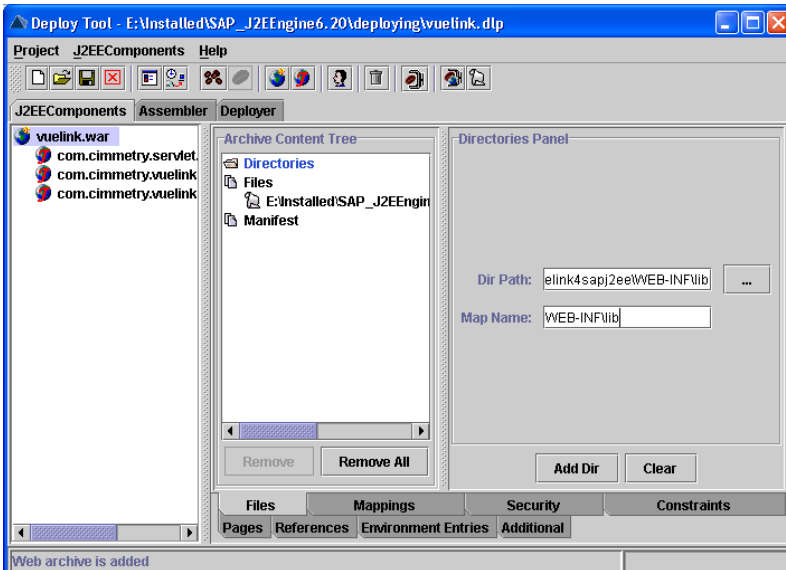 Deploy Tool - E:\Installed\SAP_J2EEngine6.20\deploying\vuelink.dlp
Project J2EEComponents Help
J2EEComponents Assembler Deployer
vuelink.war
com.cimmetry.servlet.
com.cimmetry.vuelink
com.cimmetry.vuelink
Archive Content Tree
Directories
Files
E:\Installed\SAP_J2EEngin
Manifest
Remove Remove All
Directories Panel
Dir Path: elink4sapj2ee\WEB-INF\lib ...
Map Name: WEB-INF\lib
Add Dir Clear
Files Mappings Security Constraints
Pages References Environment Entries Additional
Web archive is added